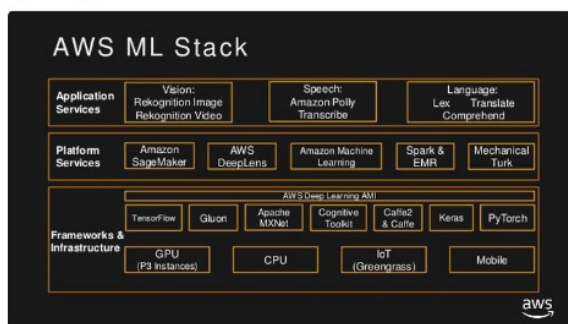 AWS ML Stack
Application
Services
Vision:
Rekognition Image
Rekognition Video
Speech:
Amazon Polly
Transcribe
Language:
Lex Translate
Comprehend
Platform
Services
Amazon
SageMaker
AWS
DeepLens
Amazon Machine
Learning
Spark &
EMR
Mechanical
Turk
Frameworks &
Infrastructure
AWS Deep Learning AMI
TensorFlow
Gluon
Apache
MXNet
Cognitive
Toolkit
Caffe2
& Caffe
Keras
PyTorch
GPU
(P3 Instances)
CPU
IoT
(Greengrass)
Mobile
aws